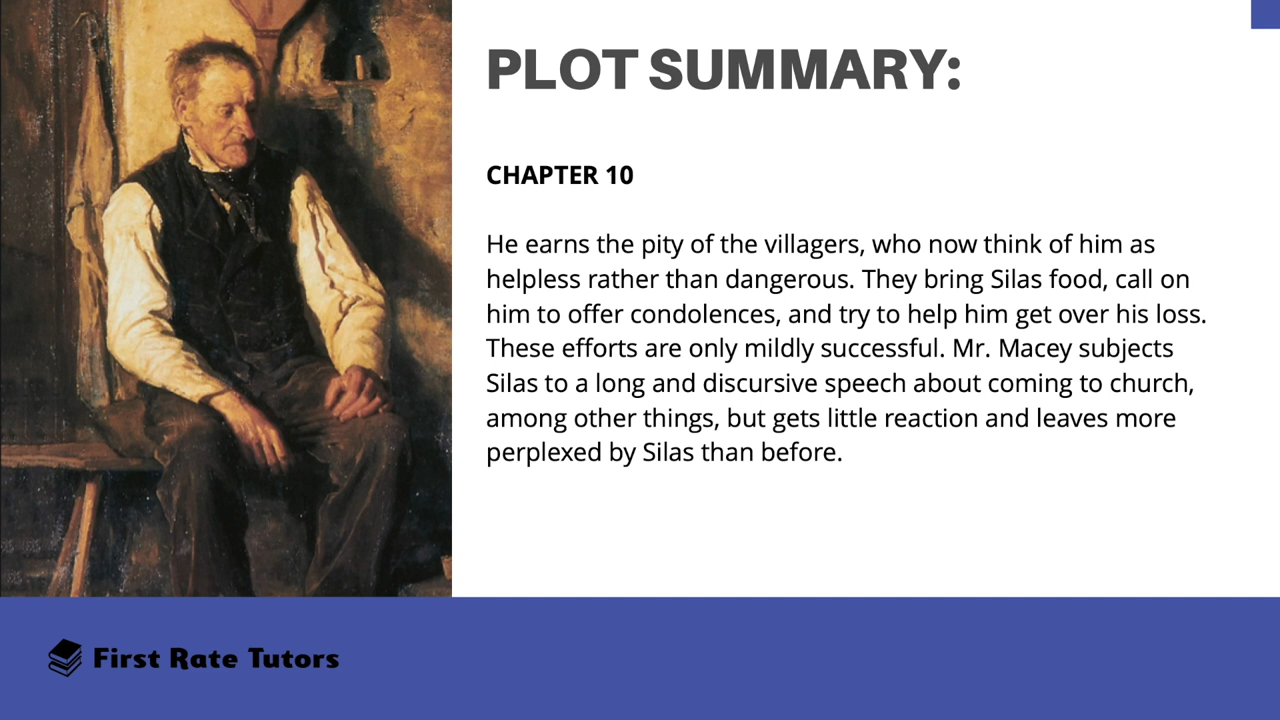 PLOT SUMMARY:
CHAPTER 10
He earns the pity of the villagers, who now think of him as
helpless rather than dangerous. They bring Silas food, call on
him to offer condolences, and try to help him get over his loss.
These efforts are only mildly successful. Mr. Macey subjects
Silas to a long and discursive speech about coming to church,
among other things, but gets little reaction and leaves more
perplexed by Silas than before.
First Rate Tutors